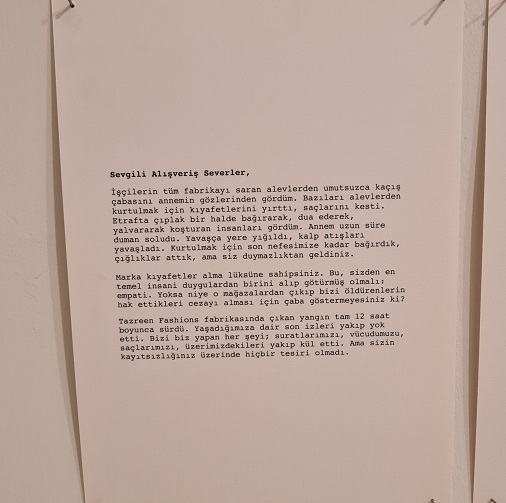 Sevgili Alışveriş Severler,
İşçilerin tüm fabrikayı saran alevlerden umutsuzca kaçış
çabasını annemin gözlerinden gördüm. Bazıları alevlerden
kurtulmak için kıyafetlerini yırttı, saçlarını kesti.
Etrafta çıplak bir halde bağırarak, dua ederek,
yalvararak koşturan insanları gördüm. Annem uzun süre
duman soludu. Yavaşça yere yığıldı, kalp atışları
yavaşladı. Kurtulmak için son nefesimize kadar bağırdık,
çığlıklar attık, ama siz duymazlıktan geldiniz.
Marka kıyafetler alma lüksüne sahipsiniz. Bu, sizden en
temel insani duygulardan birini alıp götürmüş olmalı;
empati. Yoksa niye o mağazalardan çıkıp bizi öldürenlerin
hak ettikleri cezayı alması için çaba göstermeyesiniz ki?
Tazreen Fashions fabrikasında çıkan yangın tam 12 saat
boyunca sürdü. Yaşadığımıza dair son izleri yakıp yok
etti. Bizi biz yapan her şeyi; suratlarımızı, vücudumuzu,
saçlarımızı, üzerimizdekileri yakıp kül etti. Ama sizin
kayıtsızlığınız üzerinde hiçbir tesiri olmadı.